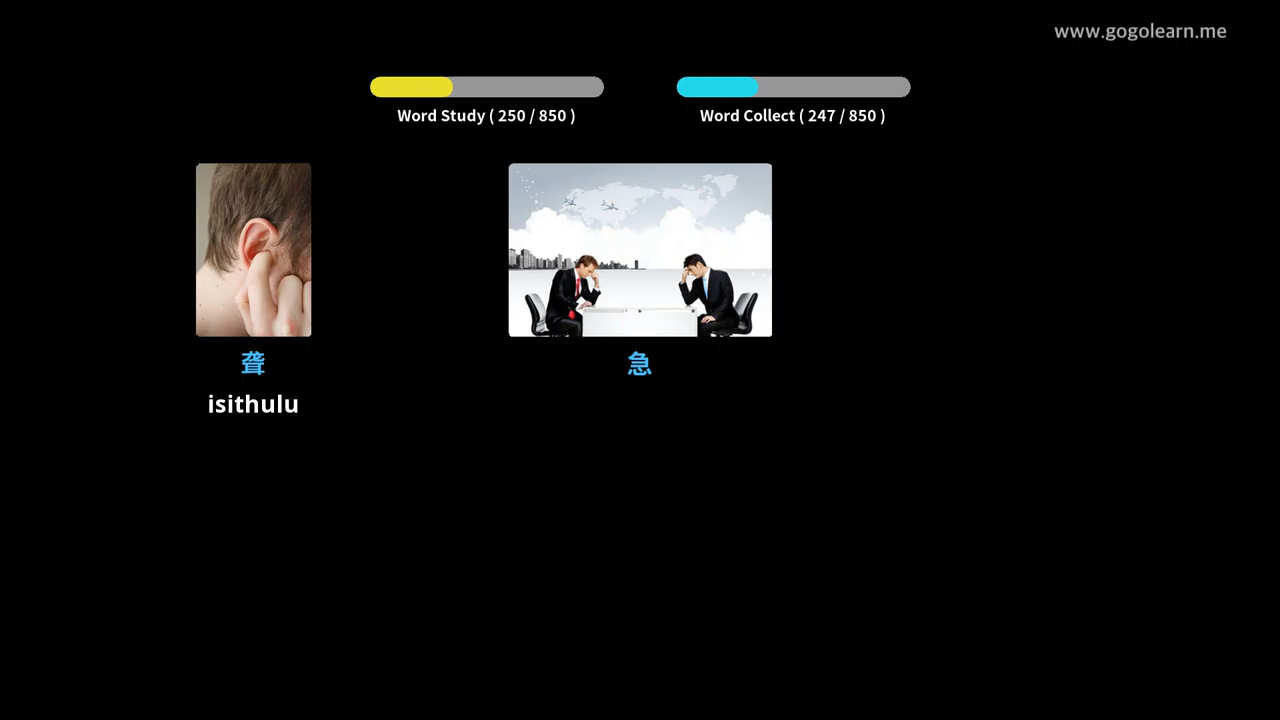 www.gogolearn.me
Word Study ( 250 / 850 )
Word Collect ( 247 / 850 )
聋
急
isithulu